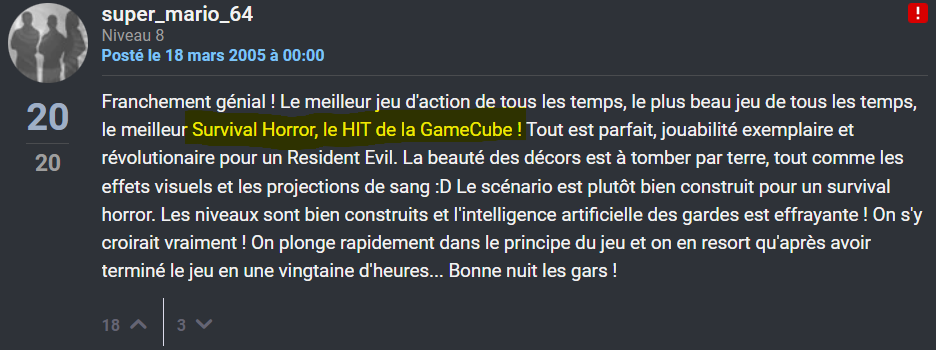 super_mario_64
Niveau 8
Posté le 18 mars 2005 à 00:00
20
20
Franchement génial ! Le meilleur jeu d'action de tous les temps, le plus beau jeu de tous les temps,
le meilleur Survival Horror, le HIT de la GameCube ! Tout est parfait, jouabilité exemplaire et
révolutionaire pour un Resident Evil. La beauté des décors est à tomber par terre, tout comme les
effets visuels et les projections de sang :D Le scénario est plutôt bien construit pour un survival
horror. Les niveaux sont bien construits et l'intelligence artificielle des gardes est effrayante ! On s'y
croirait vraiment ! On plonge rapidement dans le principe du jeu et on en resort qu'après avoir
terminé le jeu en une vingtaine d'heures... Bonne nuit les gars !
18 3